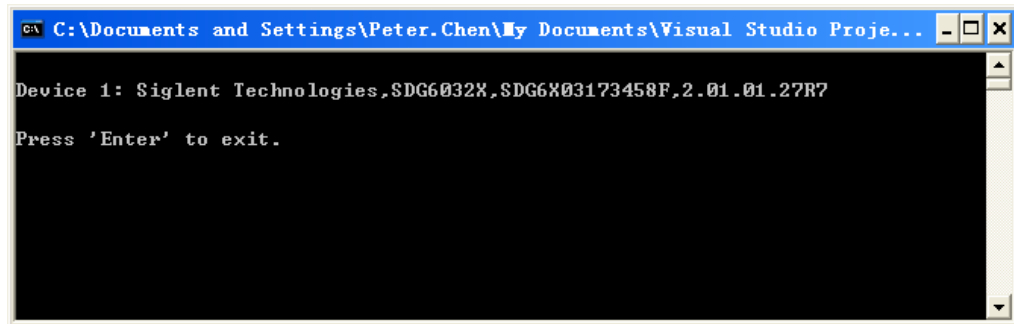 C:\Documents and Settings\Peter.Chen\My Documents\Visual Studio Proje...
Device 1: Siglent Technologies,SDG6032X,SDG6X03173458F,2.01.01.27R7
Press 'Enter' to exit.